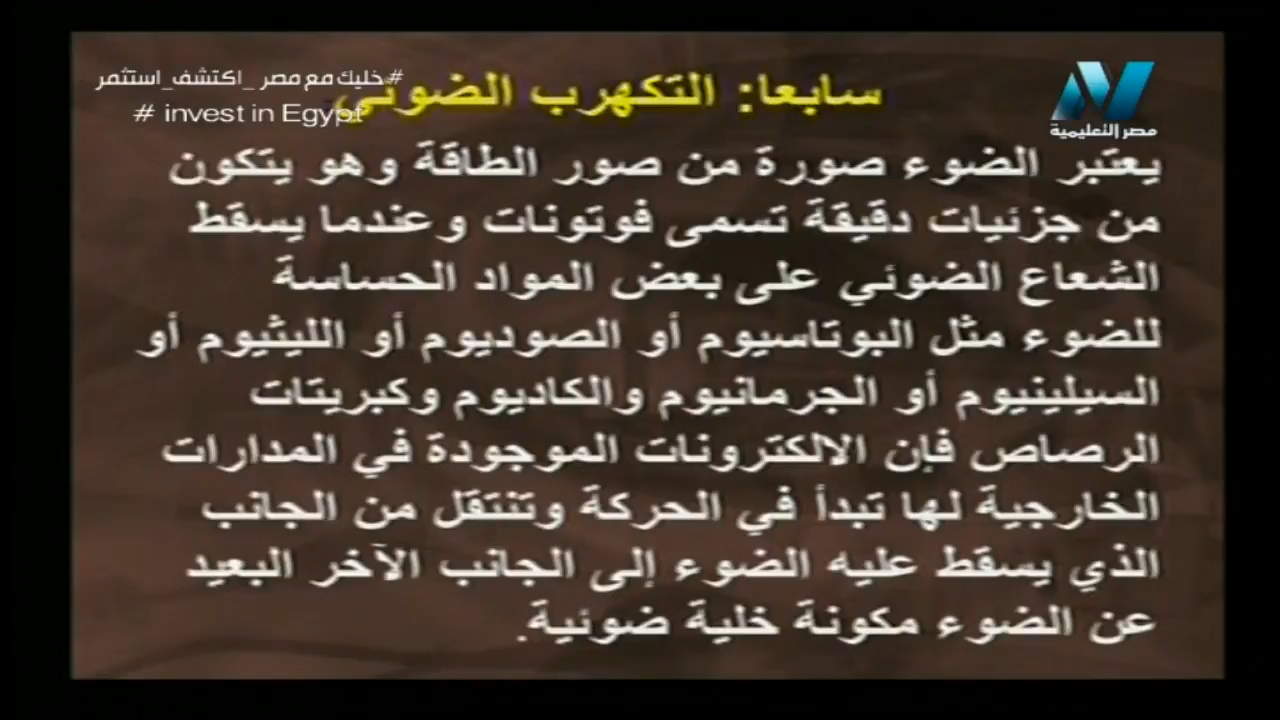 #خليك مع مصر _ اكتشف_ استثمر
# invest in Egypt
مصر التعليمية
سابعا: التكهرب الضوئي
يعتبر الضوء صورة من صور الطاقة وهو يتكون
من جزئيات دقيقة تسمى فوتونات وعندما يسقط
الشعاع الضوئي على بعض المواد الحساسة
للضوء مثل البوتاسيوم أو الصوديوم أو الليثيوم أو
السيلينيوم أو الجرمانيوم والكاديوم وكبريتات
الرصاص فإن الالكترونات الموجودة في المدارات
الخارجية لها تبدأ في الحركة وتنتقل من الجانب
الذي يسقط عليه الضوء إلى الجانب الآخر البعيد
عن الضوء مكونة خلية ضوئية.